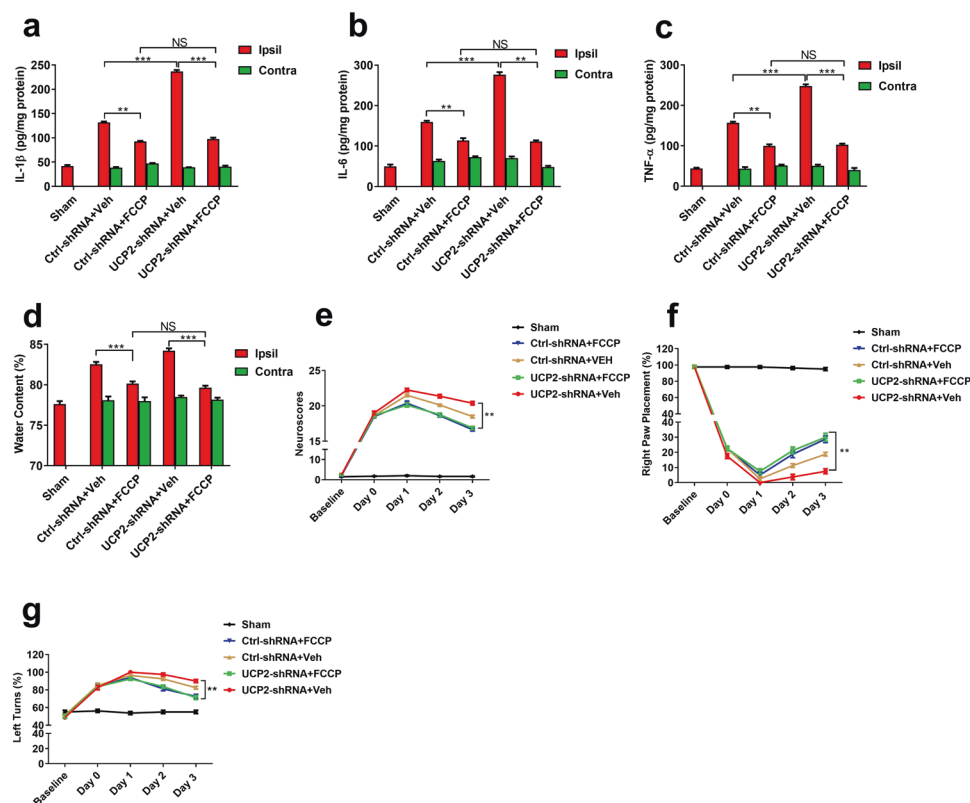 a
NS
***
***
**
Ipsil
Contra
IL-1β (pg/mg protein)
250
200
150
100
50
0
Sham
Ctrl-shRNA+Veh
Ctrl-shRNA+FCCP
UCP2-shRNA+Veh
UCP2-shRNA+FCCP
b
NS
***
**
**
Ipsil
Contra
IL-6 (pg/mg protein)
300
250
200
150
100
50
0
Sham
Ctrl-shRNA+Veh
Ctrl-shRNA+FCCP
UCP2-shRNA+Veh
UCP2-shRNA+FCCP
c
NS
***
***
**
Ipsil
Contra
TNF-α (pg/mg protein)
300
200
100
0
Sham
Ctrl-shRNA+Veh
Ctrl-shRNA+FCCP
UCP2-shRNA+Veh
UCP2-shRNA+FCCP
d
NS
***
***
Ipsil
Contra
Water Content (%)
85
80
75
70
Sham
Ctrl-shRNA+Veh
Ctrl-shRNA+FCCP
UCP2-shRNA+Veh
UCP2-shRNA+FCCP
e
Sham
Ctrl-shRNA+FCCP
Ctrl-shRNA+VEH
UCP2-shRNA+FCCP
UCP2-shRNA+Veh
Neuroscores
25
20
15
10
5
0
**
Baseline
Day 0
Day 1
Day 2
Day 3
f
Sham
Ctrl-shRNA+FCCP
Ctrl-shRNA+Veh
UCP2-shRNA+FCCP
UCP2-shRNA+Veh
Right Paw Placement (%)
120
100
80
60
40
40
30
20
10
0
**
Baseline
Day 0
Day 1
Day 2
Day 3
g
Sham
Ctrl-shRNA+FCCP
Ctrl-shRNA+Veh
UCP2-shRNA+FCCP
UCP2-shRNA+Veh
Left Turns (%)
120
100
80
60
40
40
20
0
**
Baseline
Day 0
Day 1
Day 2
Day 3